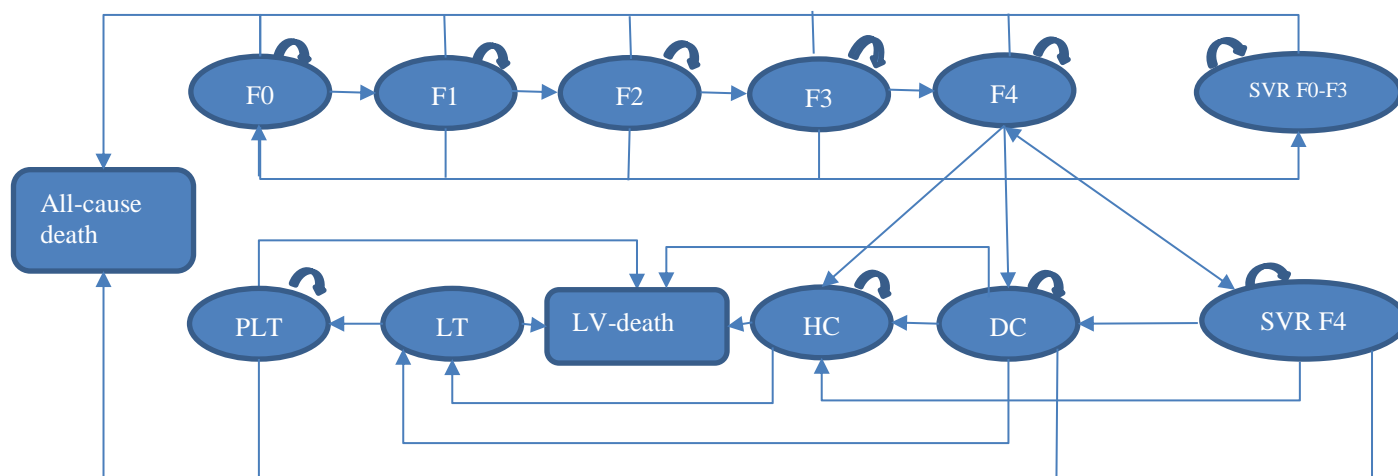 F0
F1
F2
F3
F4
SVR F0-F3
All-cause
death
PLT
LT
LV-death
HC
DC
SVR F4